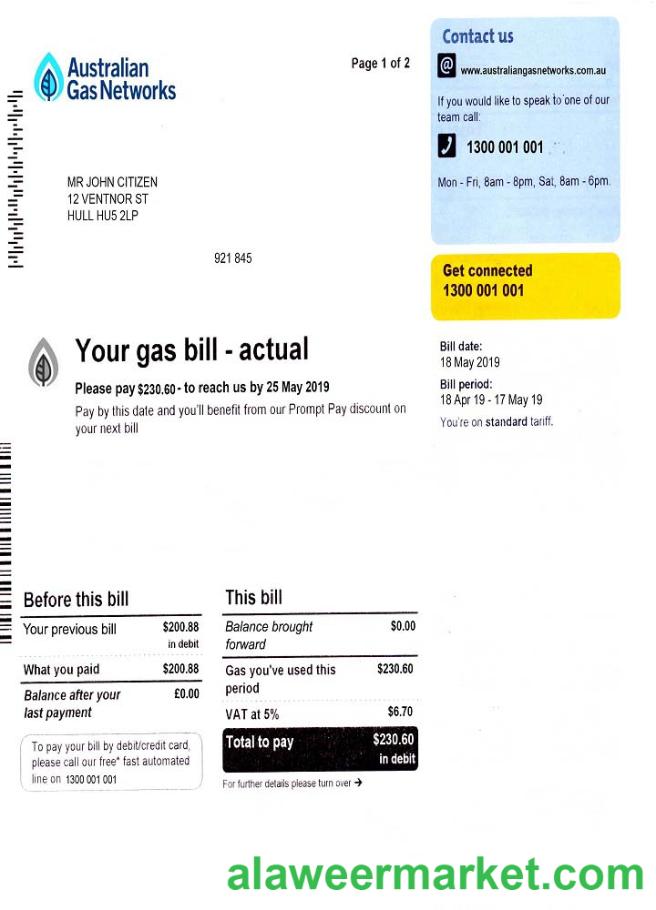 Australian
Gas Networks
Page 1 of 2
Contact us
@ www.australiangasnetworks.com.au
If you would like to speak to one of our
team call:
1300 001 001
Mon - Fri, 8am - 8pm, Sat, 8am - 6pm.
MR JOHN CITIZEN
12 VENTNOR ST
HULL HU5 2LP
921 845
Get connected
1300 001 001
Your gas bill - actual
Please pay $230.60 - to reach us by 25 May 2019
Pay by this date and you'll benefit from our Prompt Pay discount on
your next bill
Bill date:
18 May 2019
Bill period:
18 Apr 19 - 17 May 19
You're on standard tariff.
Before this bill
Your previous bill $200.88
in debit
What you paid $200.88
Balance after your £0.00
last payment
To pay your bill by debit/credit card,
please call our free* fast automated
line on 1300 001 001
This bill
Balance brought $0.00
forward
Gas you've used this $230.60
period
VAT at 5% $6.70
Total to pay $230.60
in debit
For further details please turn over →
alaweermarket.com